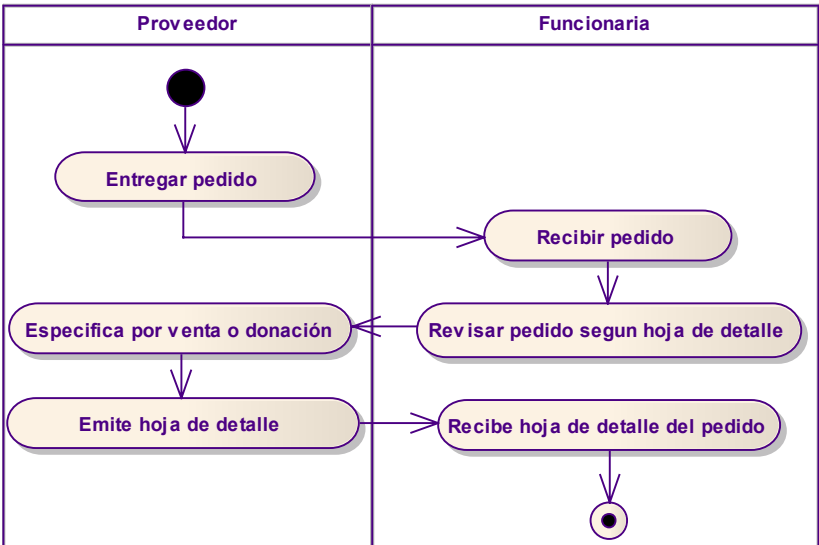 Proveedor
Funcionaria
Entregar pedido
Recibir pedido
Especifica por venta o donación
Revisar pedido segun hoja de detalle
Emite hoja de detalle
Recibe hoja de detalle del pedido